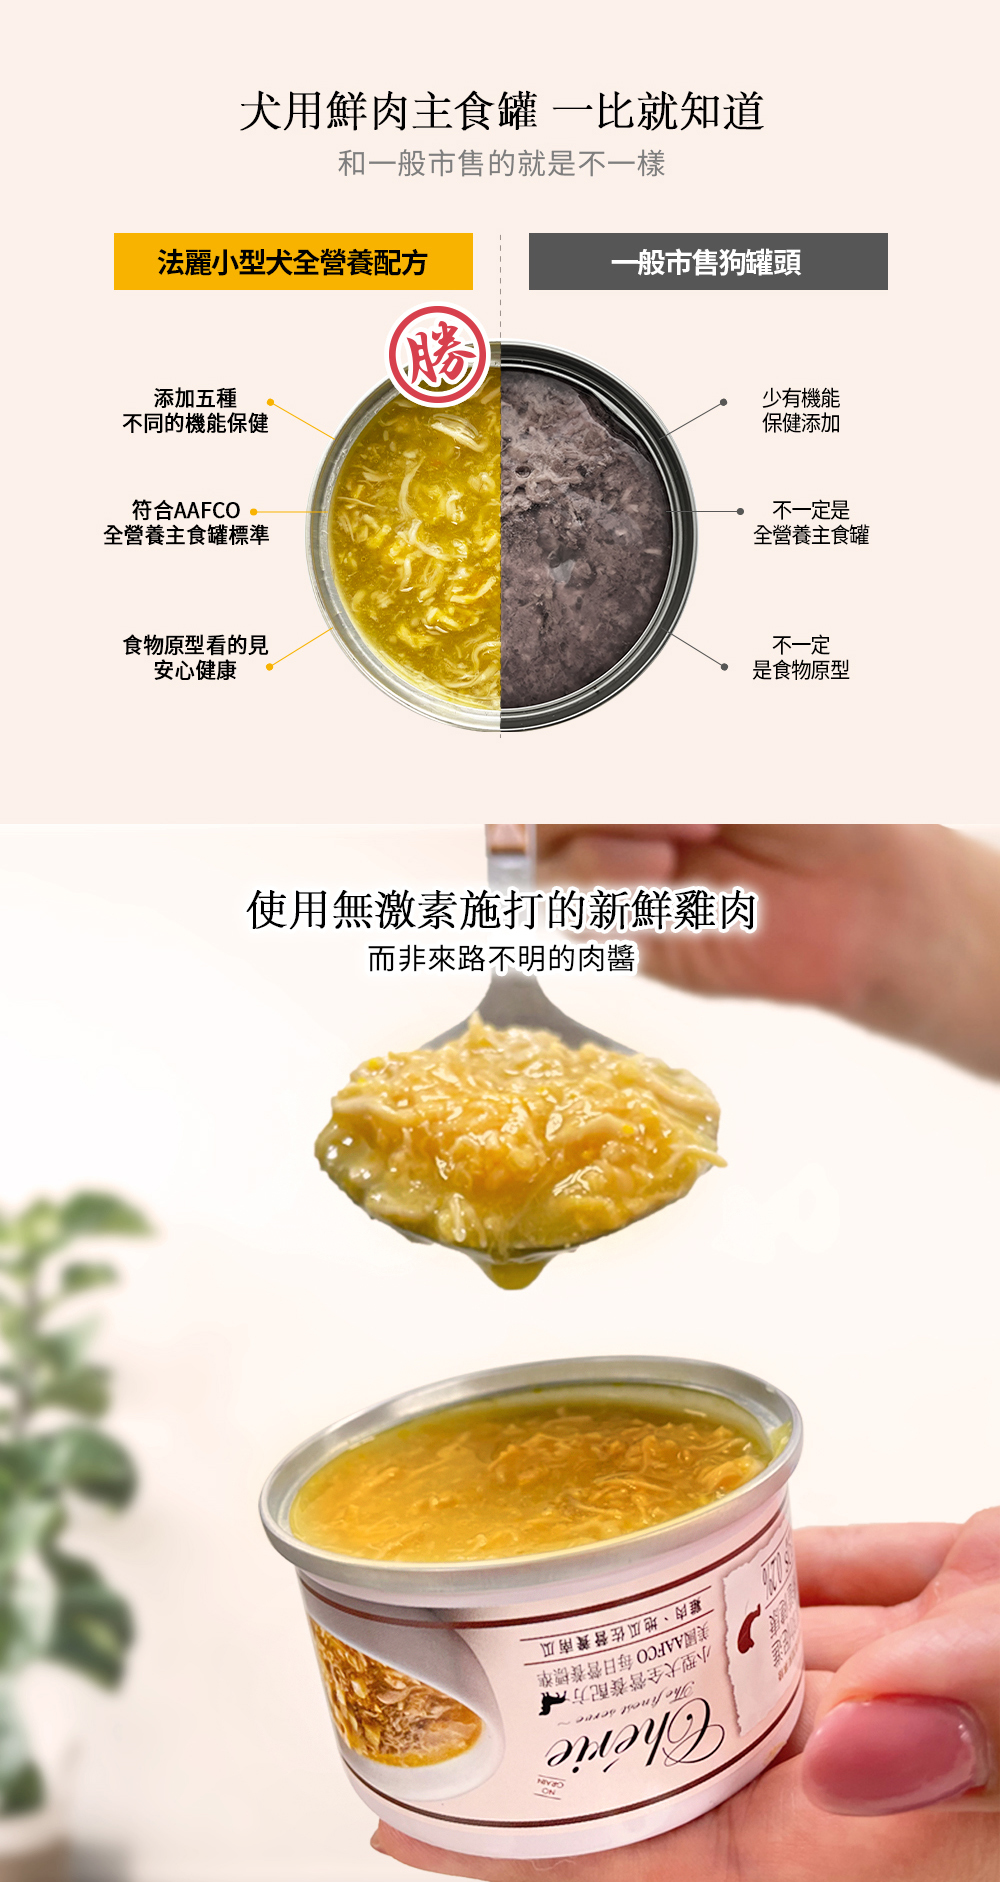 犬用鮮肉主食罐 一比就知道
和一般市售的就是不一樣
法麗小型犬全營養配方
一般市售狗罐頭
勝
添加五種
不同的機能保健
符合AAFCO
全營養主食罐標準
食物原型看的見
安心健康
少有機能
保健添加
不一定是
全營養主食罐
不一定
是食物原型
使用無激素施打的新鮮雞肉
而非來路不明的肉醬
NO
GRAIN
Chérie
The finest serve~
小型犬全營養配方
美國AAFCO 每日營養標準
雞肉、地瓜佐營養南瓜